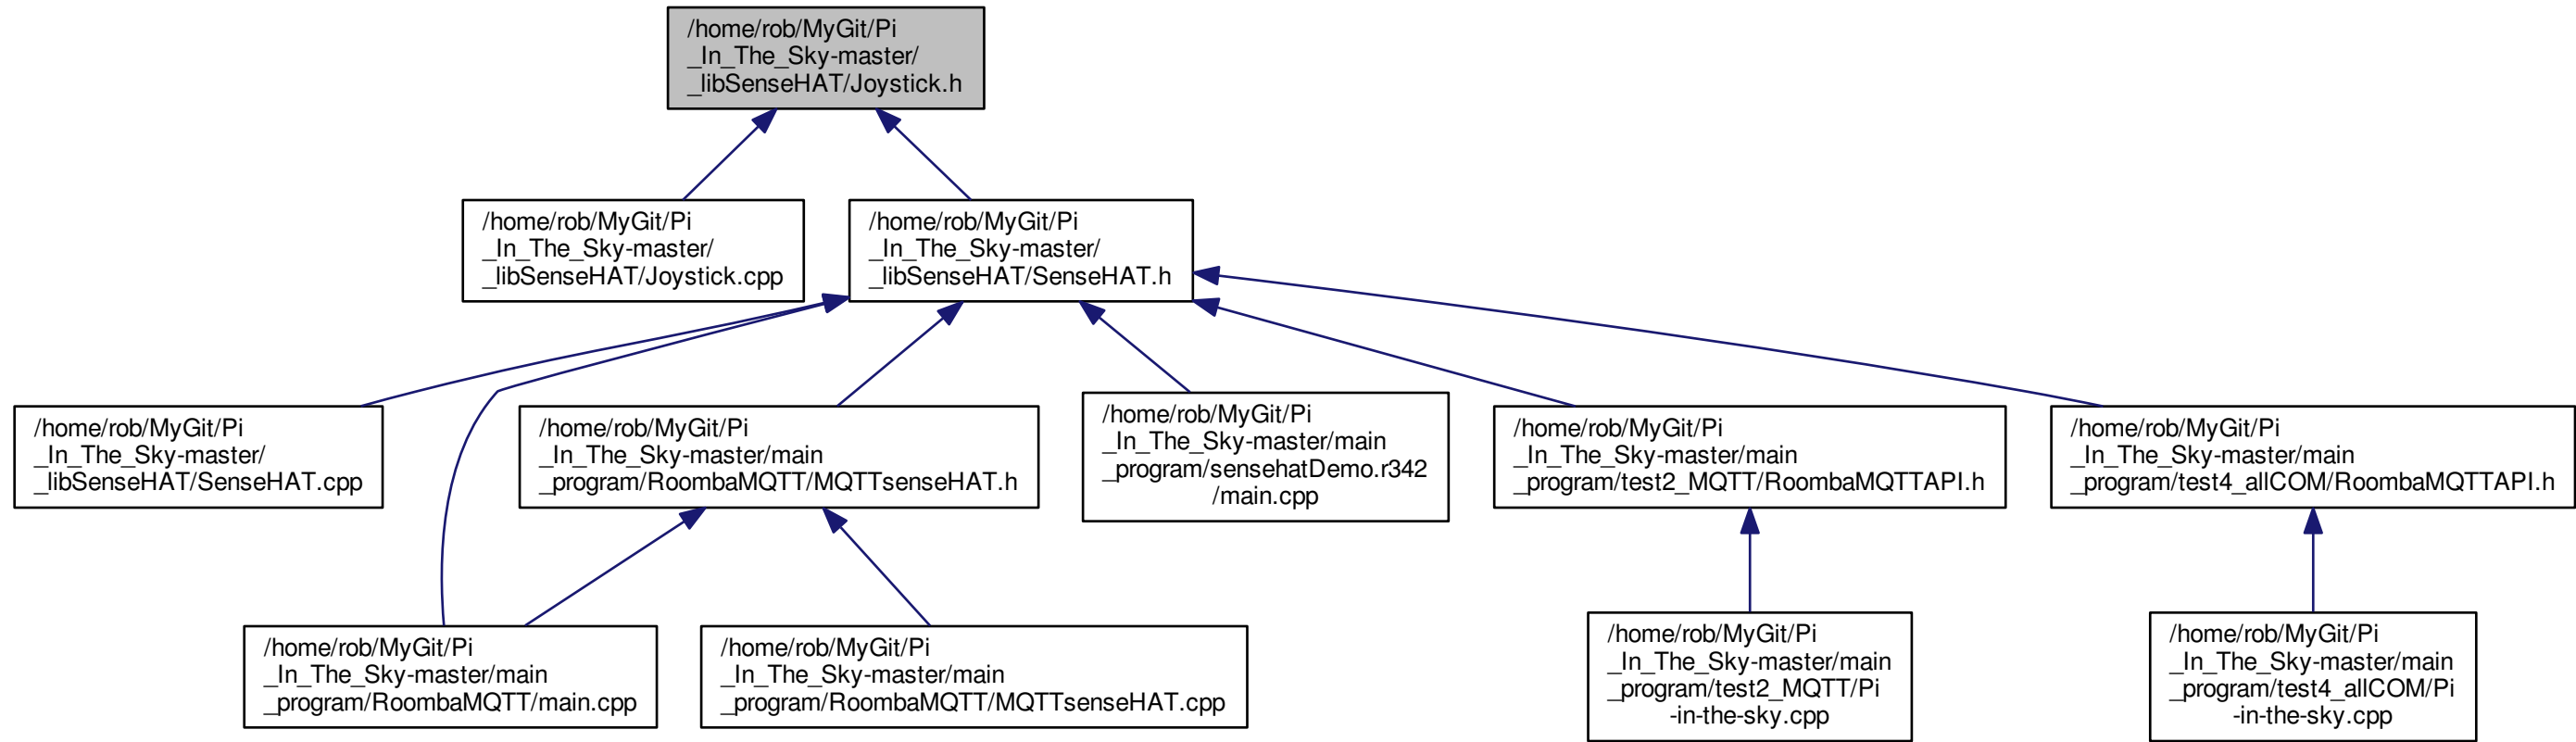 /home/rob/MyGit/Pi
_In_The_Sky-master/
_libSenseHAT/Joystick.h
/home/rob/MyGit/Pi
_In_The_Sky-master/
_libSenseHAT/Joystick.cpp
/home/rob/MyGit/Pi
_In_The_Sky-master/
_libSenseHAT/SenseHAT.h
/home/rob/MyGit/Pi
_In_The_Sky-master/
_libSenseHAT/SenseHAT.cpp
/home/rob/MyGit/Pi
_In_The_Sky-master/main
_program/RoombaMQTT/MQTTsenseHAT.h
/home/rob/MyGit/Pi
_In_The_Sky-master/main
_program/sensehatDemo.r342
/main.cpp
/home/rob/MyGit/Pi
_In_The_Sky-master/main
_program/test2_MQTT/RoombaMQTTAPI.h
/home/rob/MyGit/Pi
_In_The_Sky-master/main
_program/test4_allCOM/RoombaMQTTAPI.h
/home/rob/MyGit/Pi
_In_The_Sky-master/main
_program/RoombaMQTT/main.cpp
/home/rob/MyGit/Pi
_In_The_Sky-master/main
_program/RoombaMQTT/MQTTsenseHAT.cpp
/home/rob/MyGit/Pi
_In_The_Sky-master/main
_program/test2_MQTT/Pi
-in-the-sky.cpp
/home/rob/MyGit/Pi
_In_The_Sky-master/main
_program/test4_allCOM/Pi
-in-the-sky.cpp